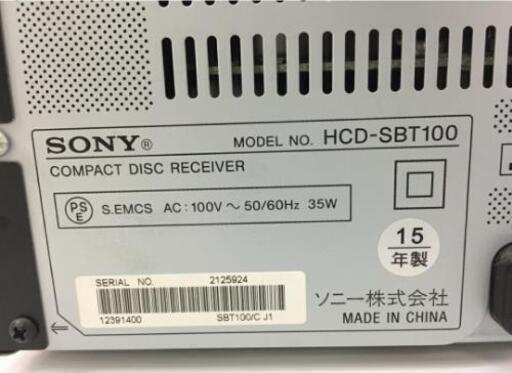 SONY® MODEL NO. HCD-SBT100
COMPACT DISC RECEIVER
PSE S.EMCS AC: 100V ～ 50/60Hz 35W
15
年製
SERIAL NO. 2125924
12391400 SBT100/C J1
ソニー株式会社
MADE IN CHINA